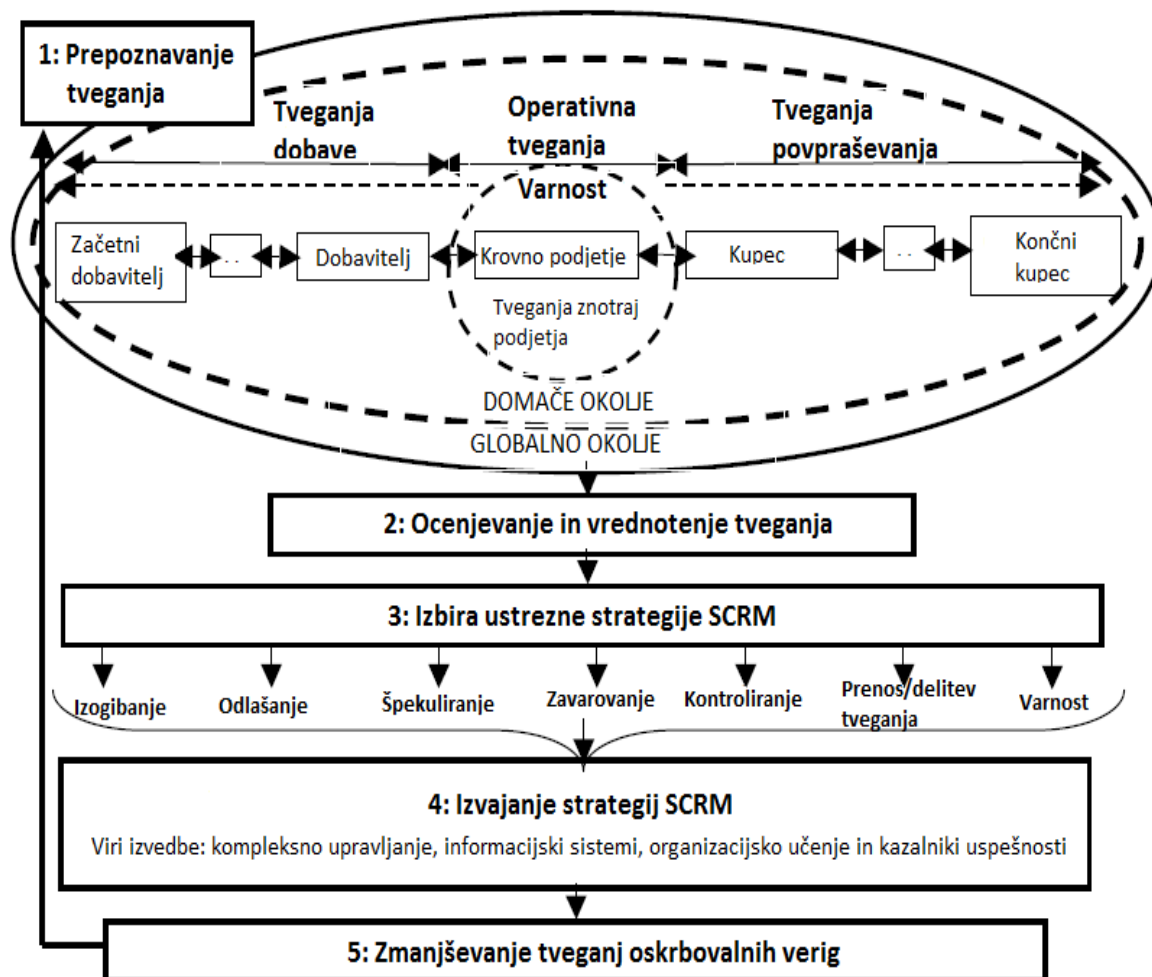 1: Prepoznavanje
tveganja
Tveganja
dobave
Operativna
tveganja
Tveganja
povpraševanja
Varnost
Začetni
dobavitelj
. .
Dobavitelj
Krovno podjetje
Kupec
. .
Končni
kupec
Tveganja znotraj
podjetja
DOMAČE OKOLJE
GLOBALNO OKOLJE
2: Ocenjevanje in vrednotenje tveganja
3: Izbira ustrezne strategije SCRM
Izogibanje
Odlašanje
Špekuliranje
Zavarovanje
Kontroliranje
Prenos/delitev
tveganja
Varnost
4: Izvajanje strategij SCRM
Viri izvedbe: kompleksno upravljanje, informacijski sistemi, organizacijsko učenje in kazalniki uspešnosti
5: Zmanjševanje tveganj oskrbovalnih verig